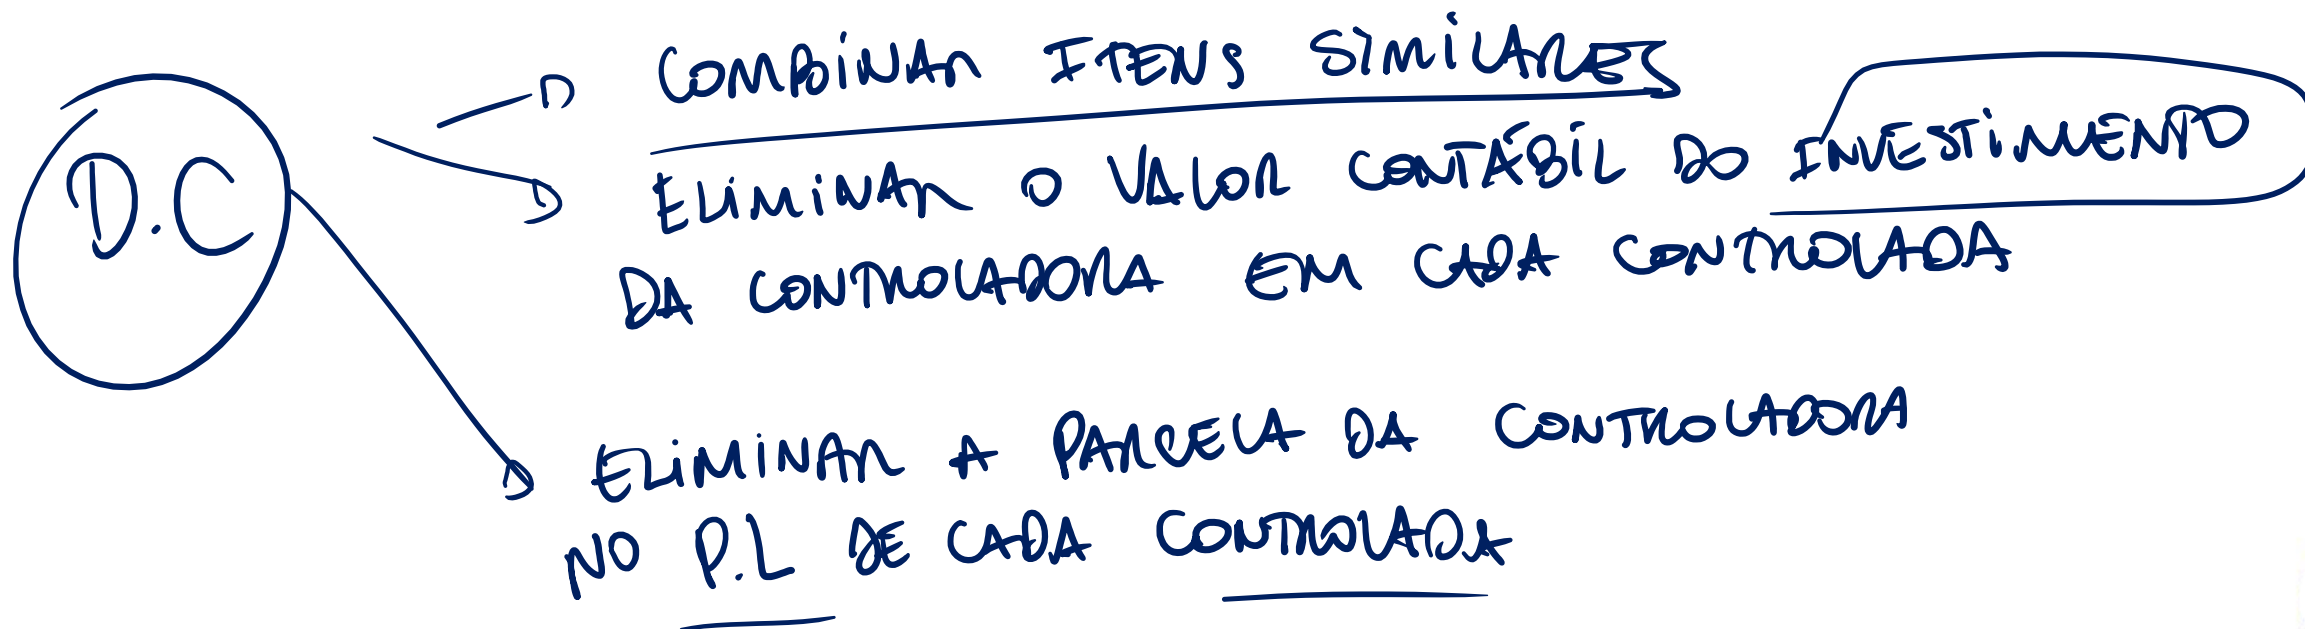 D.C
COMBINAR ITENS SIMILARES
ELIMINAR O VALOR CONTÁBIL DO INVESTIMENTO
DA CONTROLADORA EM CADA CONTROLADA
ELIMINAR A PARCELA DA CONTROLADORA
NO P.L DE CADA CONTROLADA